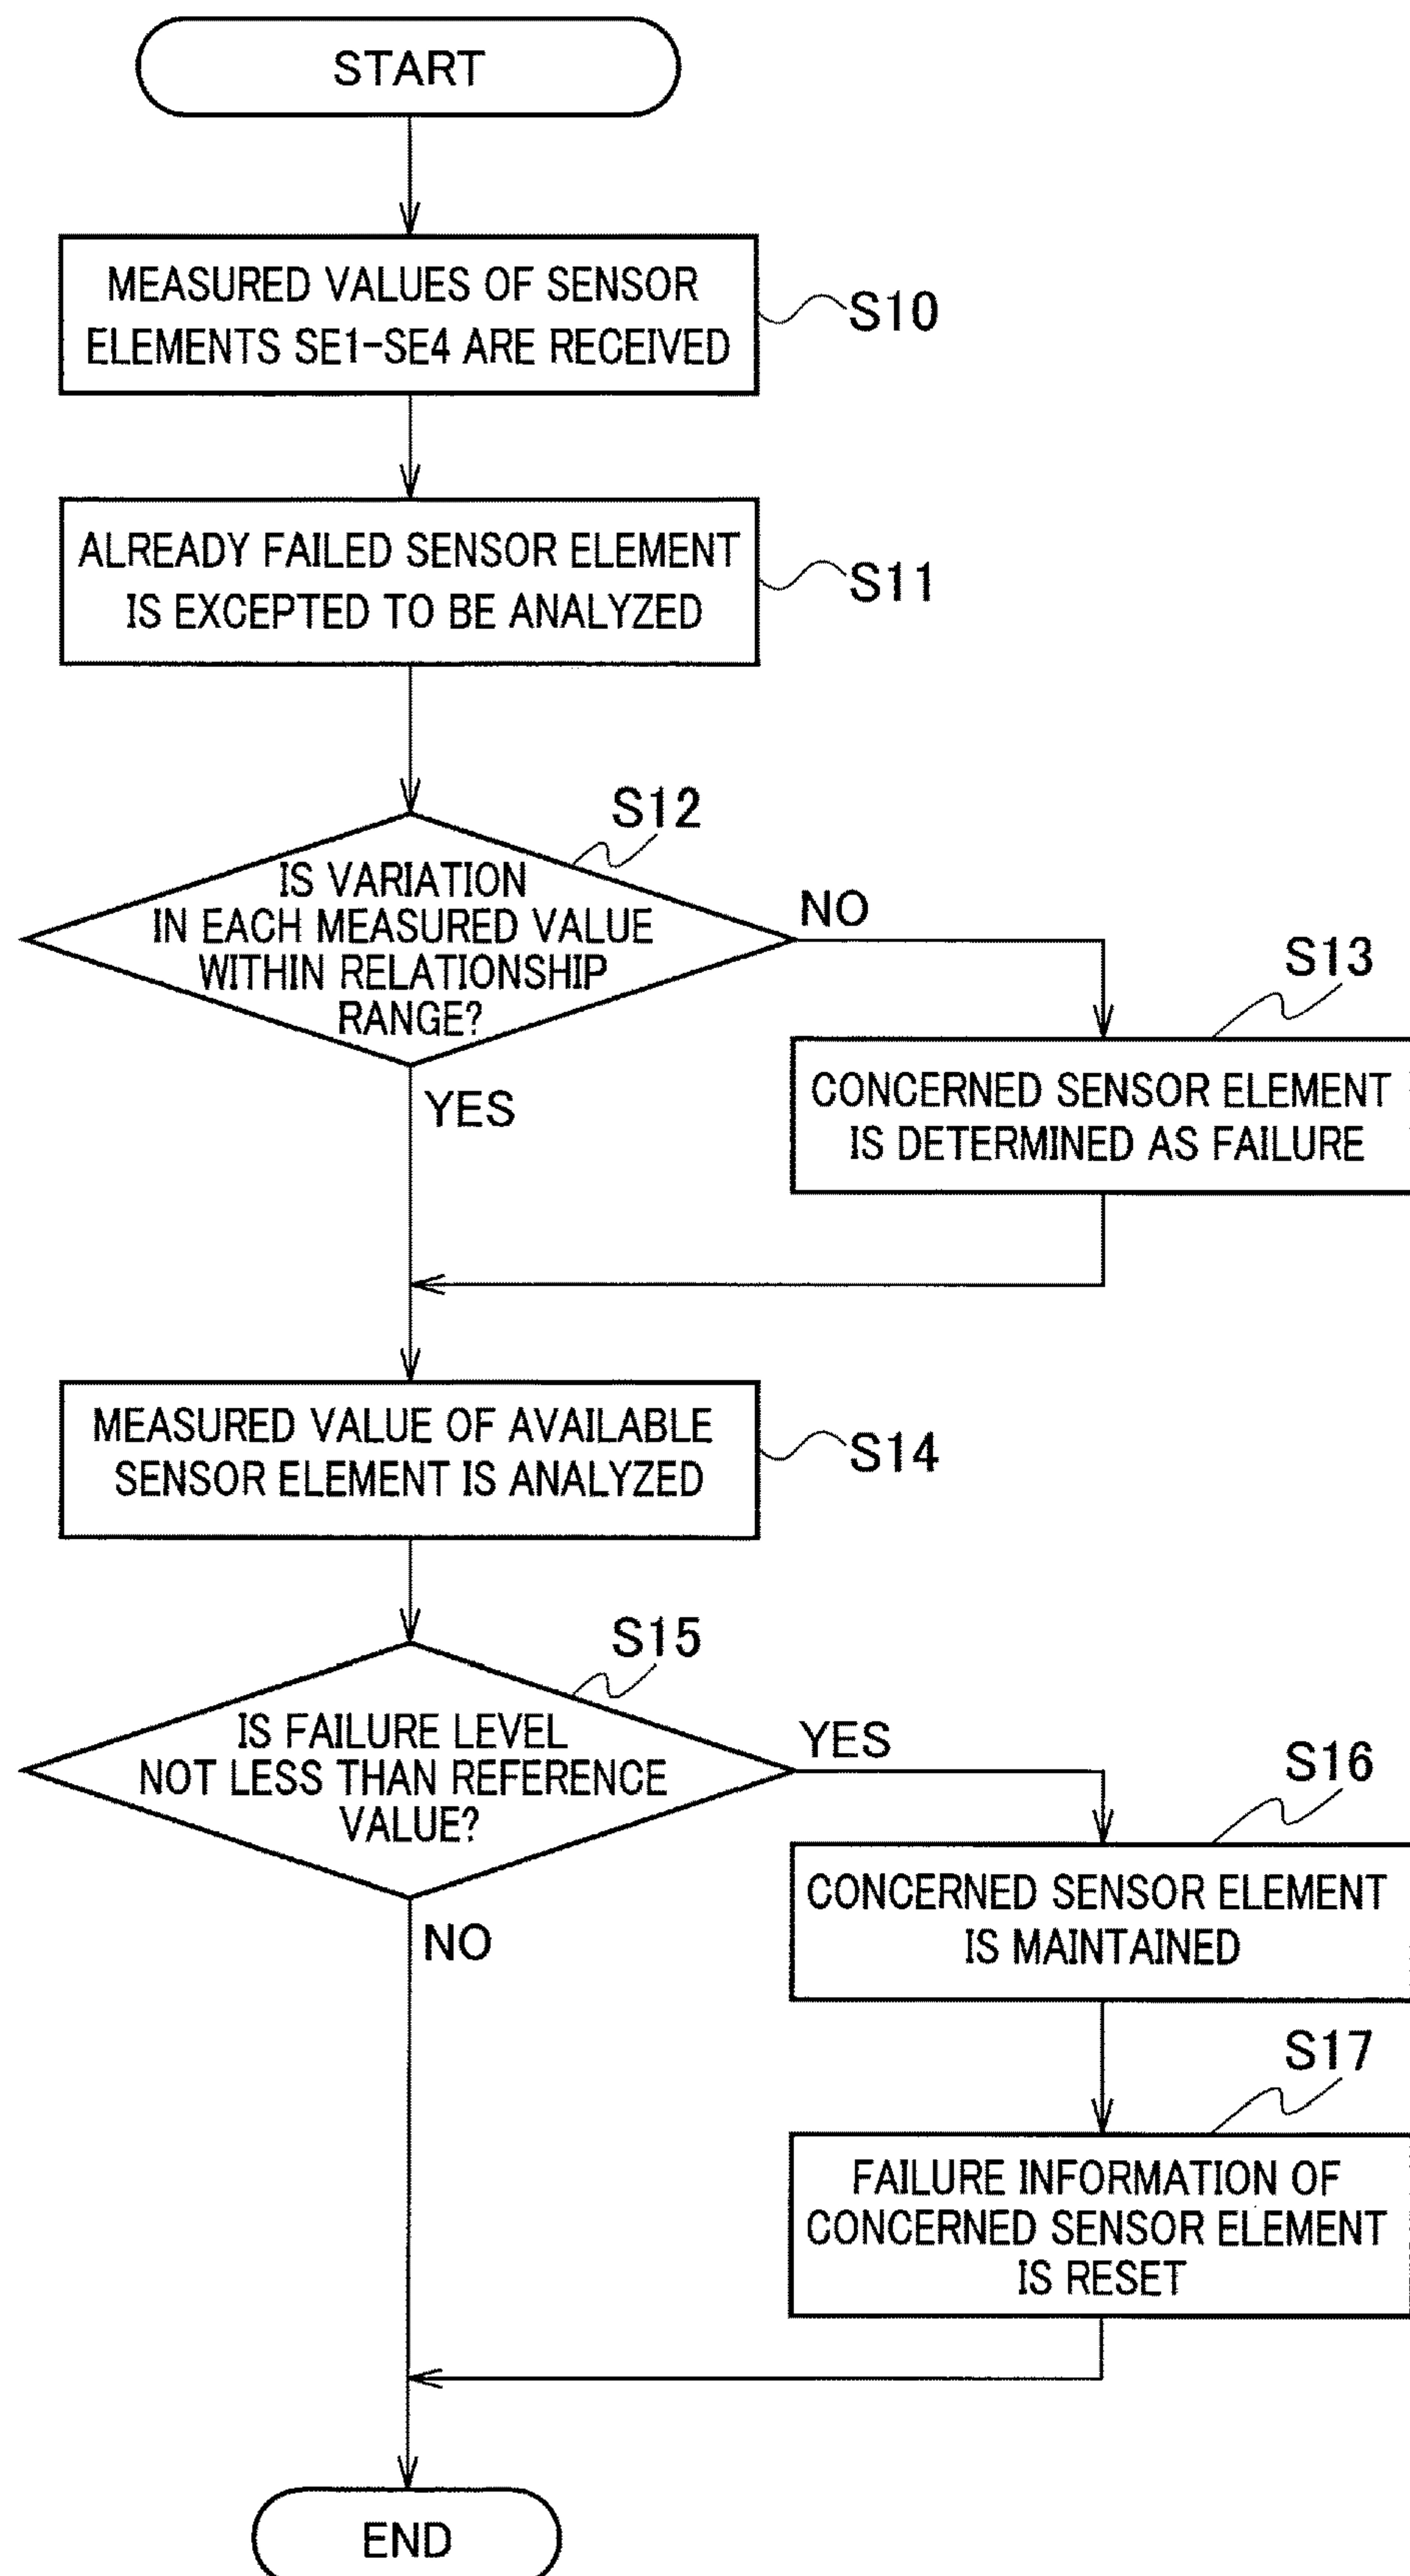 START
MEASURED VALUES OF SENSOR
ELEMENTS SE1-SE4 ARE RECEIVED
S10
ALREADY FAILED SENSOR ELEMENT
IS EXCEPTED TO BE ANALYZED
S11
S12
IS VARIATION
IN EACH MEASURED VALUE
WITHIN RELATIONSHIP
RANGE?
NO
YES
S13
CONCERNED SENSOR ELEMENT
IS DETERMINED AS FAILURE
MEASURED VALUE OF AVAILABLE
SENSOR ELEMENT IS ANALYZED
S14
S15
IS FAILURE LEVEL
NOT LESS THAN REFERENCE
VALUE?
YES
NO
S16
CONCERNED SENSOR ELEMENT
IS MAINTAINED
S17
FAILURE INFORMATION OF
CONCERNED SENSOR ELEMENT
IS RESET
END